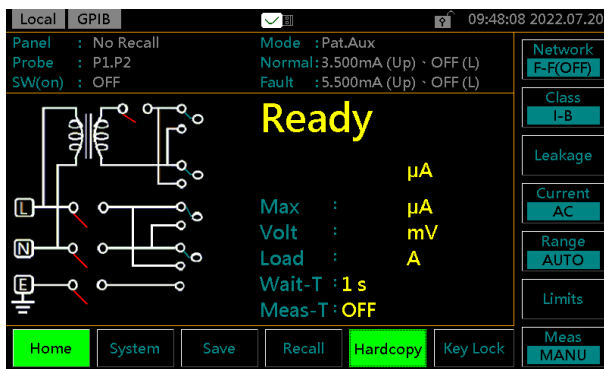 Local GPIB 09:48:08 2022.07.20
Panel : No Recall Mode :Pat.Aux
Probe : P1.P2 Normal:3.500mA (Up)、OFF (L)
SW(on) : OFF Fault :5.500mA (Up)、OFF (L)
Network
F-F(OFF)
Class
I-B
Leakage
Current
AC
Range
AUTO
Limits
Meas
MANU
Ready
µA
Max : µA
Volt : mV
Load : A
Wait-T : 1 s
Meas-T : OFF
L
N
E
Home System Save Recall Hardcopy Key Lock